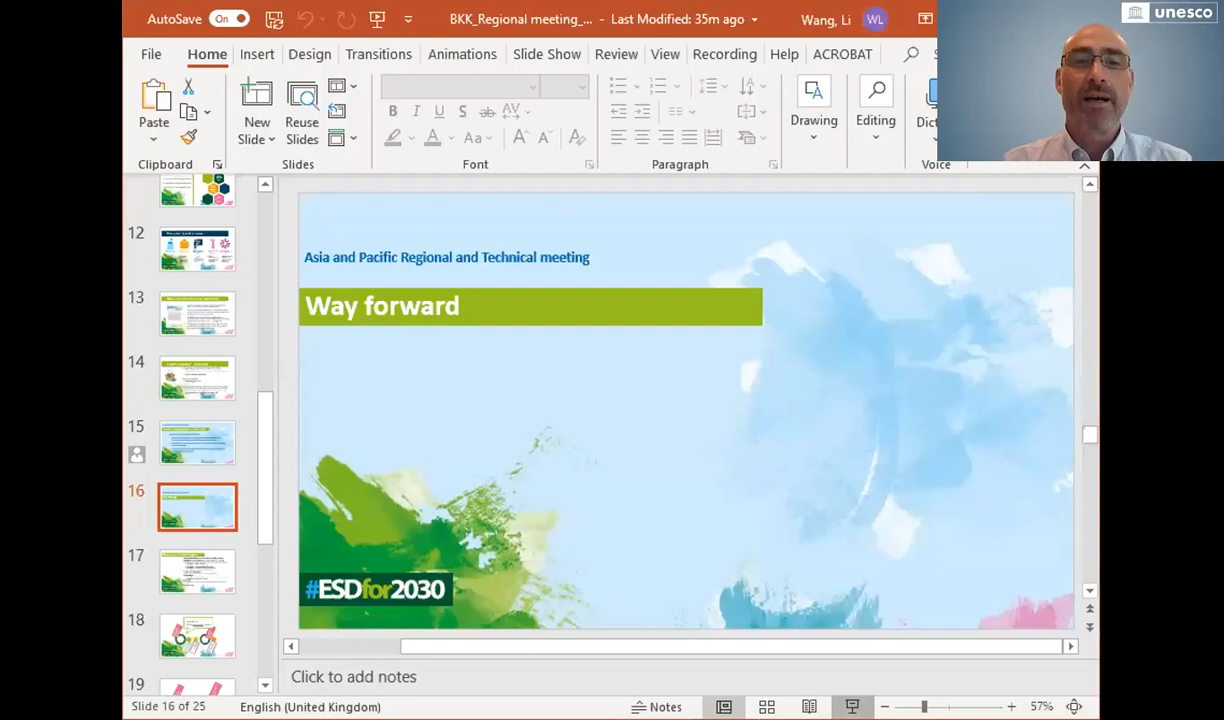 AutoSave On BKK_Regional meeting_... - Last Modified: 35m ago Wang, Li WL
unesco
File Home Insert Design Transitions Animations Slide Show Review View Recording Help ACROBAT
Paste New Slide Reuse Slides Drawing Editing
B I U S ab AV
A Aa A A
Clipboard Slides Font Paragraph Voice
12
13
14
15
16
17
18
19
Asia and Pacific Regional and Technical meeting
Way forward
#ESDfor2030
Click to add notes
Slide 16 of 25 English (United Kingdom) Notes 57%